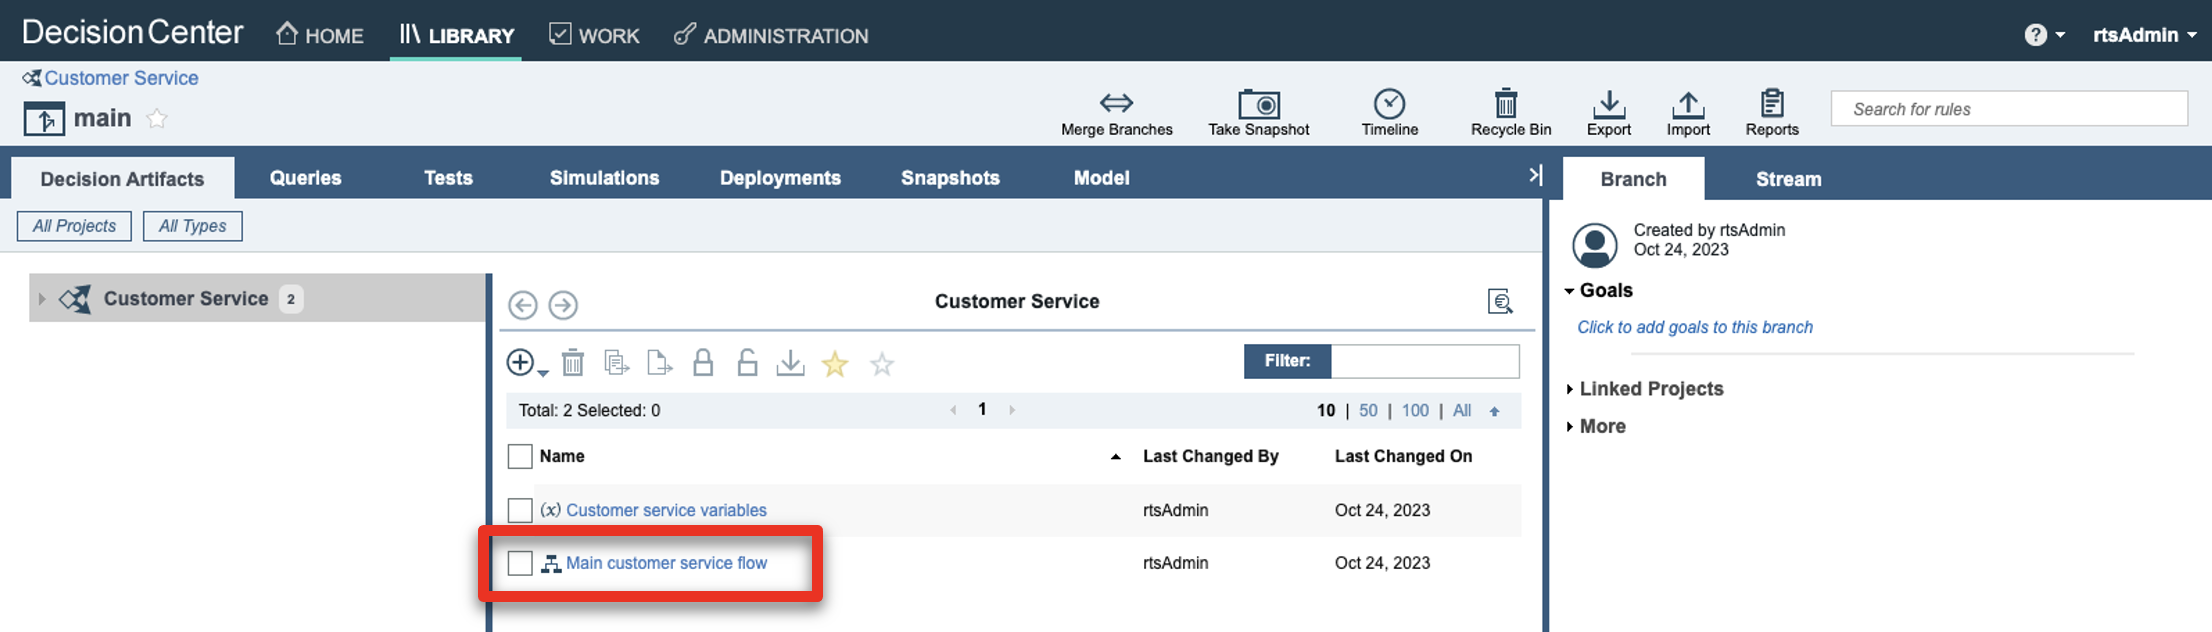 Decision Center HOME LIBRARY WORK ADMINISTRATION ? rtsAdmin
Customer Service
main
Merge Branches Take Snapshot Timeline Recycle Bin Export Import Reports Search for rules
Decision Artifacts Queries Tests Simulations Deployments Snapshots Model
Branch Stream
All Projects All Types
Created by rtsAdmin
Oct 24, 2023
Customer Service 2
Customer Service
Goals
Click to add goals to this branch
Filter:
Linked Projects
Total: 2 Selected: 0 1 10 | 50 | 100 | All
More
Name Last Changed By Last Changed On
(x) Customer service variables rtsAdmin Oct 24, 2023
Main customer service flow rtsAdmin Oct 24, 2023